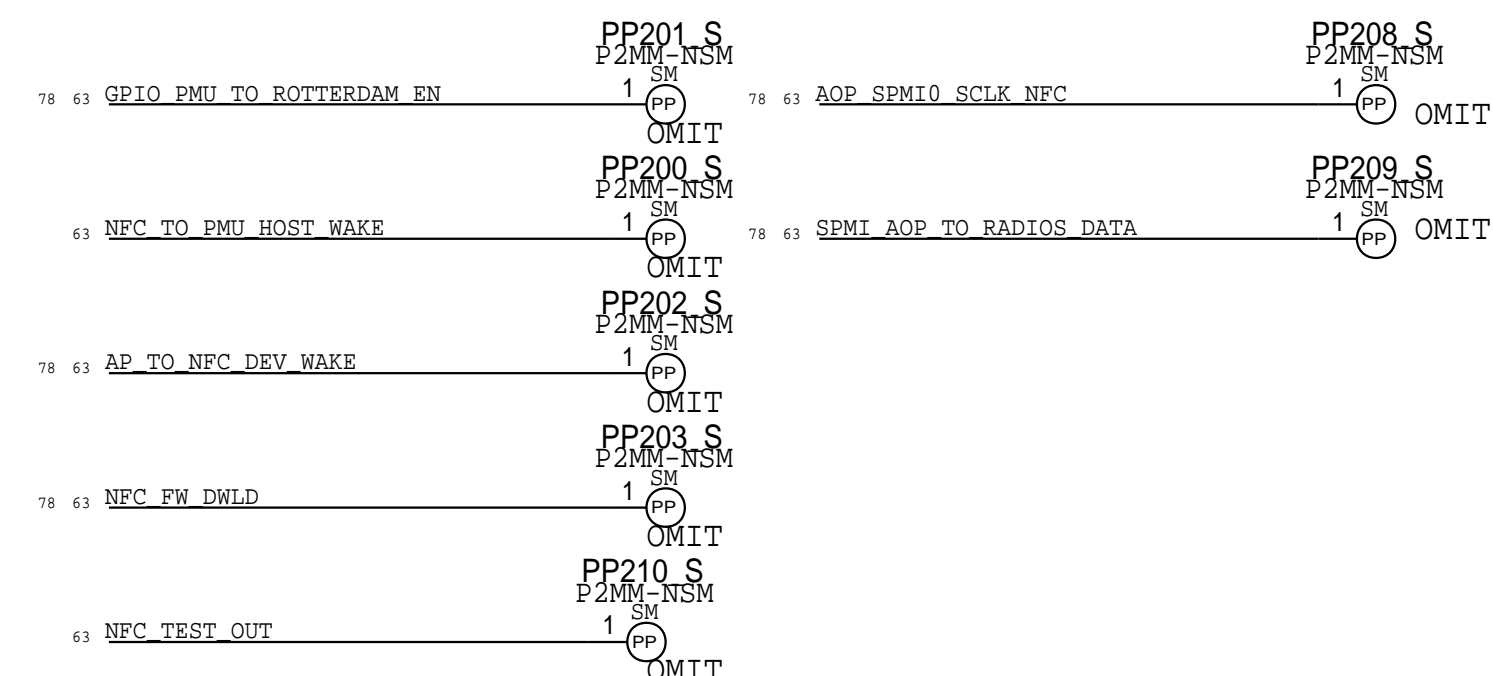 PP201_S
P2MM-NSM
SM
78 63 GPIO_PMU_TO_ROTTERDAM_EN 1 PP
OMIT
PP200_S
P2MM-NSM
SM
63 NFC_TO_PMU_HOST_WAKE 1 PP
OMIT
PP202_S
P2MM-NSM
SM
78 63 AP_TO_NFC_DEV_WAKE 1 PP
OMIT
PP203_S
P2MM-NSM
SM
78 63 NFC_FW_DWLD 1 PP
OMIT
PP210_S
P2MM-NSM
SM
63 NFC_TEST_OUT 1 PP
OMIT
PP208_S
P2MM-NSM
SM
78 63 AOP_SPMI0_SCLK_NFC 1 PP OMIT
PP209_S
P2MM-NSM
SM
78 63 SPMI_AOP_TO_RADIOS_DATA 1 PP OMIT